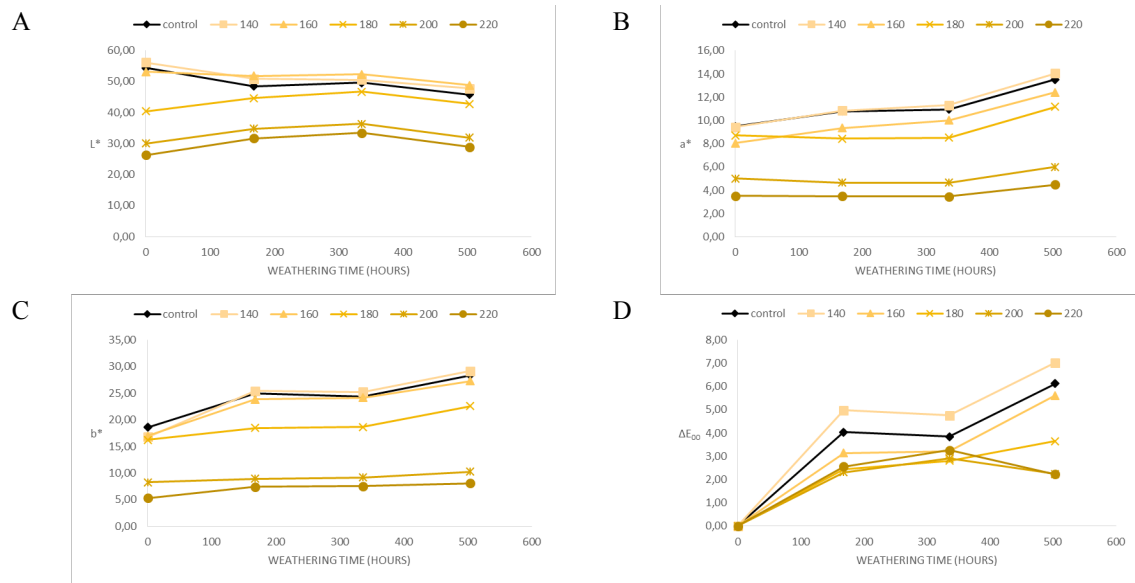 A
control 140 160 180 200 220
60,00
50,00
40,00
30,00
20,00
10,00
0,00
L*
0 100 200 300 400 500 600
WEATHERING TIME (HOURS)
B
control 140 160 180 200 220
16,00
14,00
12,00
10,00
8,00
6,00
4,00
2,00
0,00
a*
0 100 200 300 400 500 600
WEATHERING TIME (HOURS)
C
control 140 160 180 200 220
35,00
30,00
25,00
20,00
15,00
10,00
5,00
0,00
b*
0 100 200 300 400 500 600
WEATHERING TIME (HOURS)
D
control 140 160 180 200 220
8,00
7,00
6,00
5,00
4,00
3,00
2,00
1,00
0,00
ΔE₀₀
0 100 200 300 400 500 600
WEATHERING TIME (HOURS)